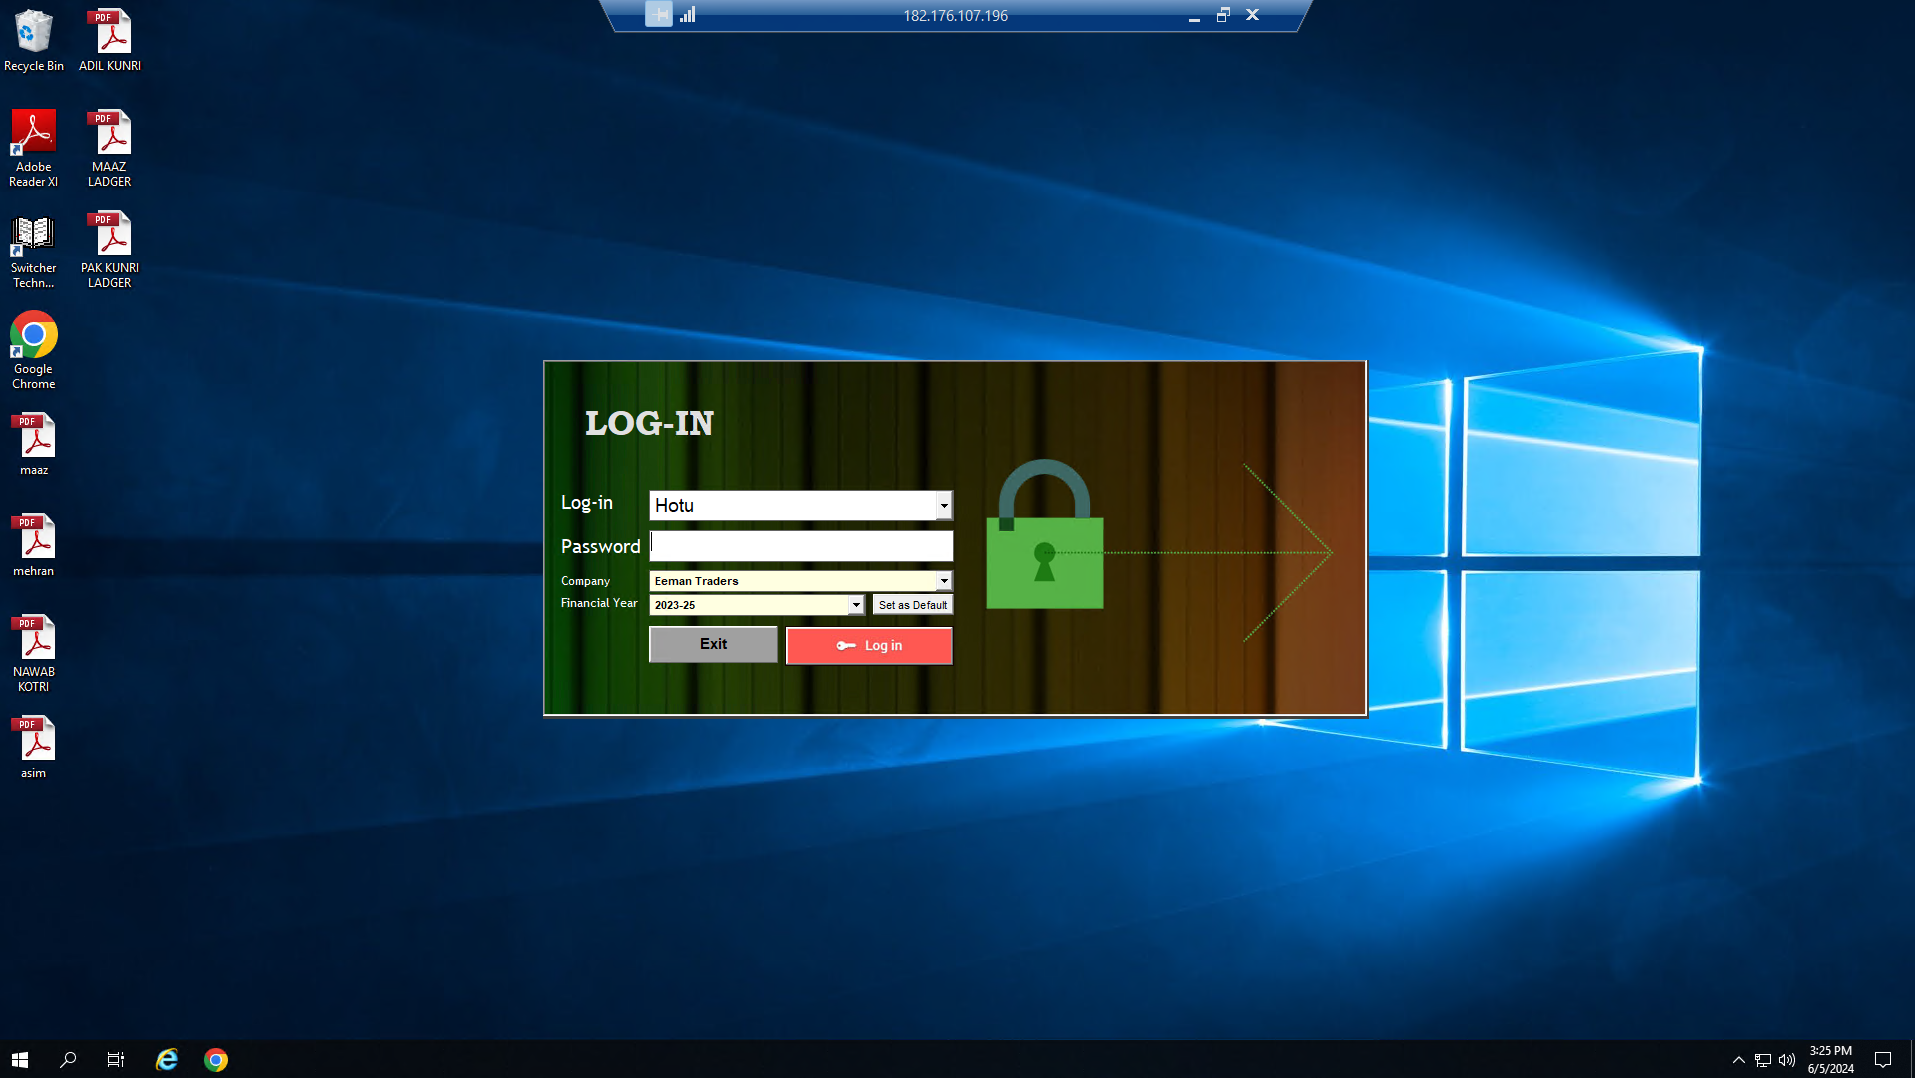 182.176.107.196
Recycle Bin
ADIL KUNRI
PDF
Adobe
Reader XI
PDF
MAAZ
LADGER
Switcher
Techn...
PDF
PAK KUNRI
LADGER
Google
Chrome
PDF
maaz
PDF
mehran
PDF
NAWAB
KOTRI
PDF
asim
LOG-IN
Log-in
Hotu
Password
Company
Eeman Traders
Financial Year
2023-25
Set as Default
Exit
Log in
3:25 PM
6/5/2024